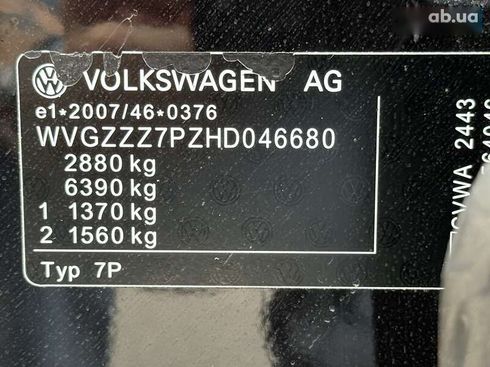 ab.ua
VOLKSWAGEN AG
e1*2007/46*0376
WVGZZZ7PZHD046680
2880 kg
6390 kg
1 1370 kg
2 1560 kg
Typ 7P
2443